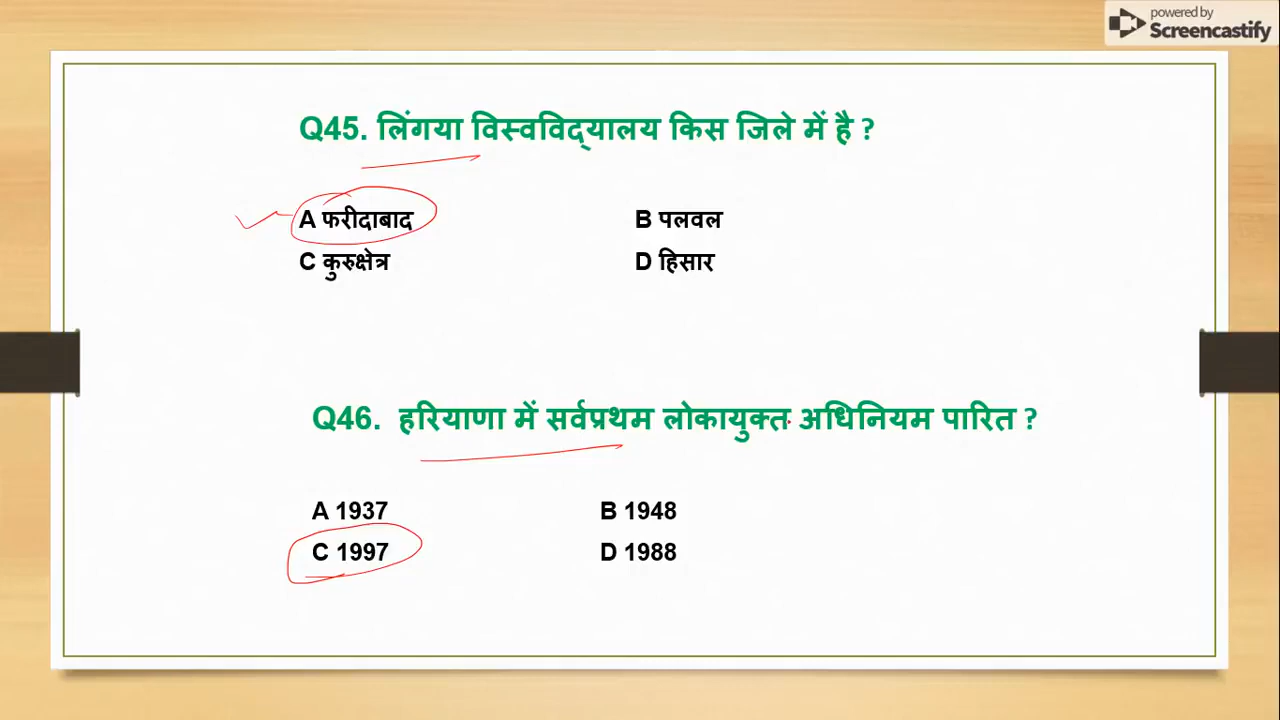 powered by
Screencastify
Q45. लिंगया विस्वविद्यालय किस जिले में है ?
A फरीदाबाद B पलवल
C कुरुक्षेत्र D हिसार
Q46. हरियाणा में सर्वप्रथम लोकायुक्त अधिनियम पारित ?
A 1937 B 1948
C 1997 D 1988